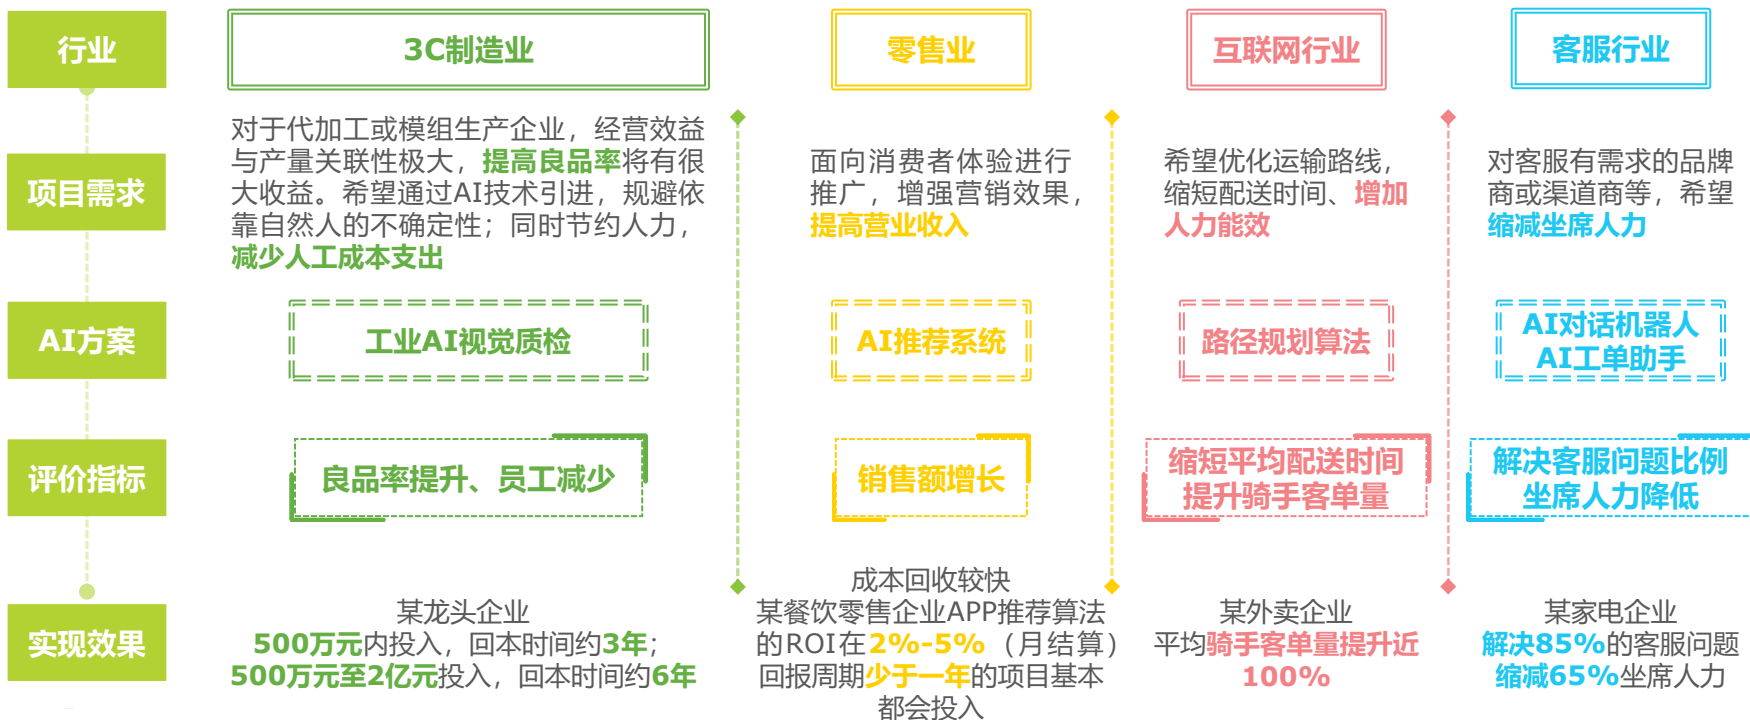 行业
3C制造业
零售业
互联网行业
客服行业
项目需求
对于代加工或模组生产企业，经营效益
与产量关联性极大，提高良品率将有很
大收益。希望通过AI技术引进，规避依
靠自然人的不确定性；同时节约人力，
减少人工成本支出
面向消费者体验进行
推广，增强营销效果，
提高营业收入
希望优化运输路线，
缩短配送时间、增加
人力能效
对客服有需求的品牌
商或渠道商等，希望
缩减坐席人力
AI方案
工业AI视觉质检
AI推荐系统
路径规划算法
AI对话机器人
AI工单助手
评价指标
良品率提升、员工减少
销售额增长
缩短平均配送时间
提升骑手客单量
解决客服问题比例
坐席人力降低
实现效果
某龙头企业
500万元内投入，回本时间约3年；
500万元至2亿元投入，回本时间约6年
成本回收较快
某餐饮零售企业APP推荐算法
的ROI在2%-5%（月结算）
回报周期少于一年的项目基本
都会投入
某外卖企业
平均骑手客单量提升近
100%
某家电企业
解决85%的客服问题
缩减65%坐席人力